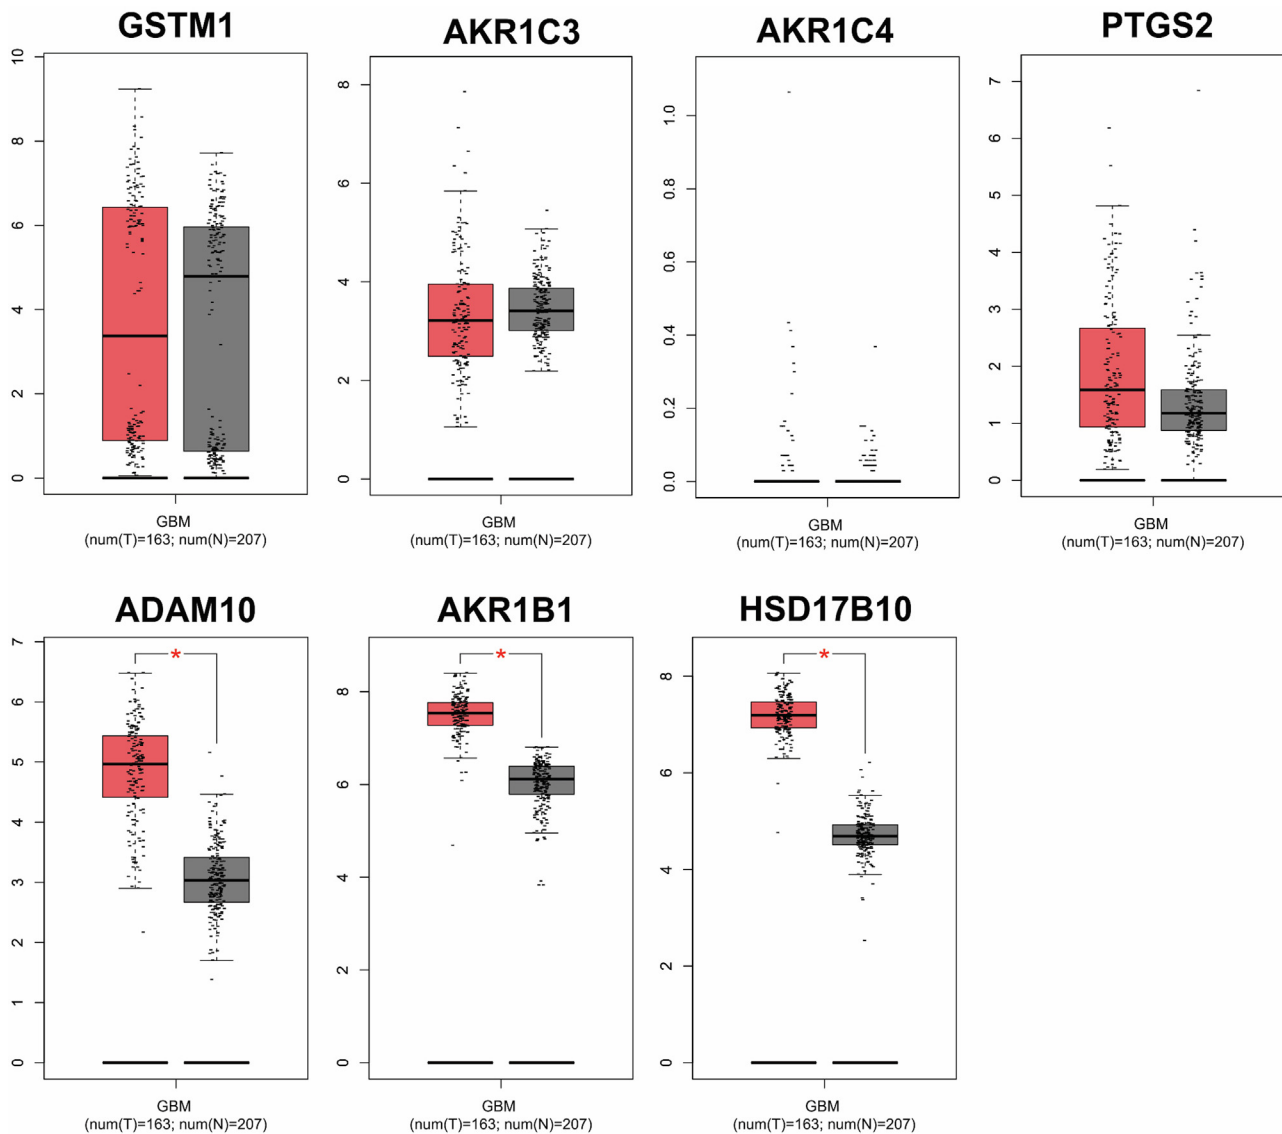 GSTM1
10
8
6
4
2
0
GBM
(num(T)=163; num(N)=207)
AKR1C3
8
6
4
2
0
GBM
(num(T)=163; num(N)=207)
AKR1C4
1.0
0.8
0.6
0.4
0.2
0.0
GBM
(num(T)=163; num(N)=207)
PTGS2
7
6
5
4
3
2
1
0
GBM
(num(T)=163; num(N)=207)
ADAM10
7
6
5
4
3
2
1
0
*
GBM
(num(T)=163; num(N)=207)
AKR1B1
8
6
4
2
0
*
GBM
(num(T)=163; num(N)=207)
HSD17B10
8
6
4
2
0
*
GBM
(num(T)=163; num(N)=207)